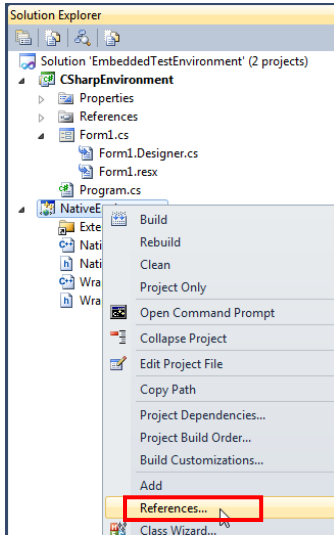 Solution Explorer
Solution 'EmbeddedTestEnvironment' (2 projects)
CSharpEnvironment
Properties
References
Form1.cs
Form1.Designer.cs
Form1.resx
Program.cs
NativeE
Exte
Nati
Nati
Wra
Wra
Build
Rebuild
Clean
Project Only
Open Command Prompt
Collapse Project
Edit Project File
Copy Path
Project Dependencies...
Project Build Order...
Build Customizations...
Add
References...
Class Wizard...